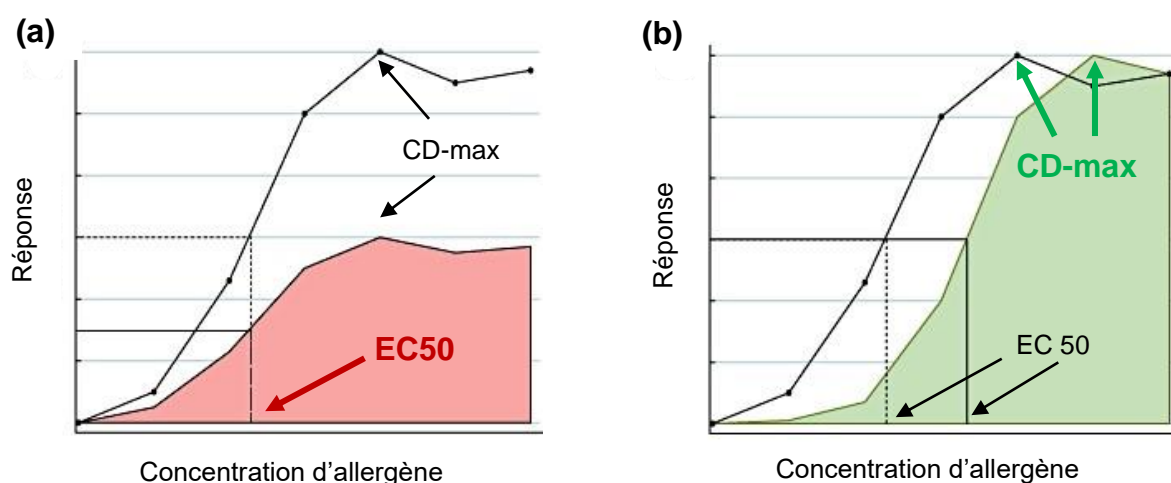 (a)
CD-max
EC50
Réponse
Concentration d’allergène
(b)
CD-max
EC 50
Réponse
Concentration d’allergène